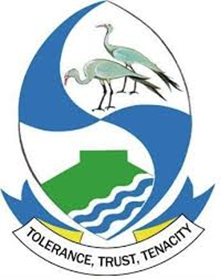 TOLERANCE, TRUST, TENACITY